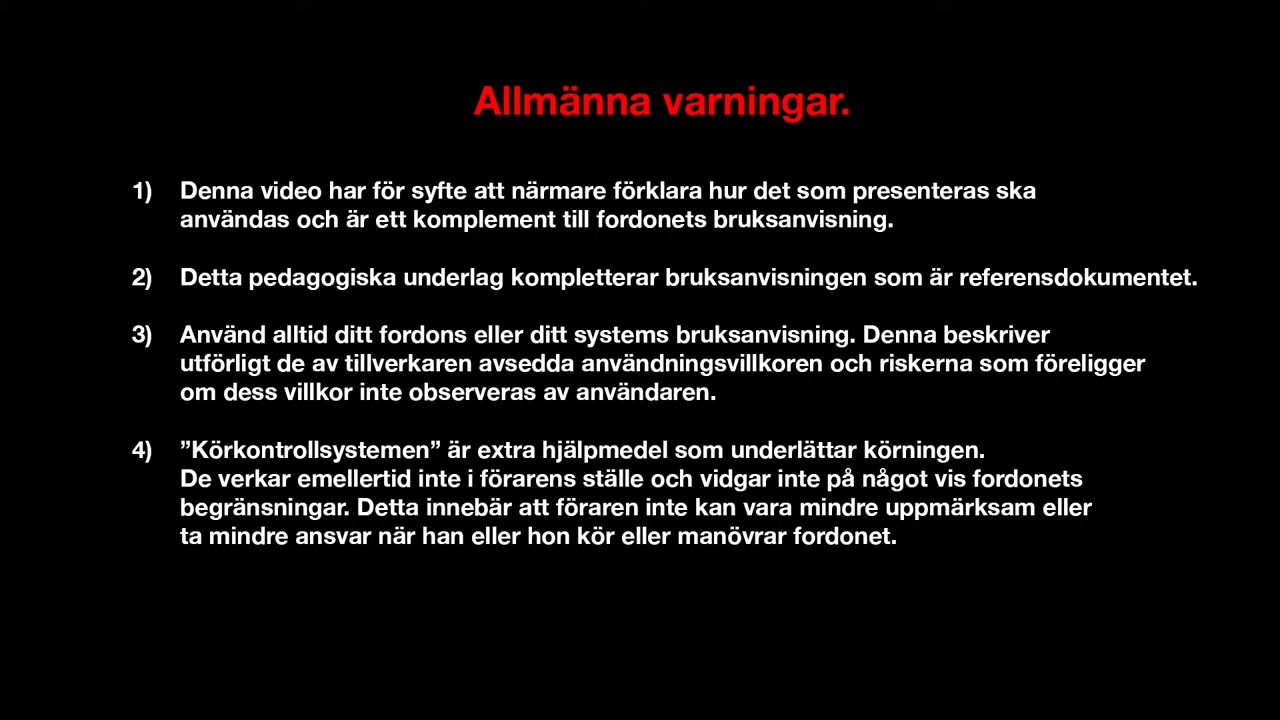 Allmänna varningar.
1) Denna video har för syfte att närmare förklara hur det som presenteras ska
användas och är ett komplement till fordonets bruksanvisning.
2) Detta pedagogiska underlag kompletterar bruksanvisningen som är referensdokumentet.
3) Använd alltid ditt fordons eller ditt systems bruksanvisning. Denna beskriver
utförligt de av tillverkaren avsedda användningsvillkoren och riskerna som föreligger
om dess villkor inte observeras av användaren.
4) ”Körkontrollsystemen” är extra hjälpmedel som underlättar körningen.
De verkar emellertid inte i förarens ställe och vidgar inte på något vis fordonets
begränsningar. Detta innebär att föraren inte kan vara mindre uppmärksam eller
ta mindre ansvar när han eller hon kör eller manövrar fordonet.